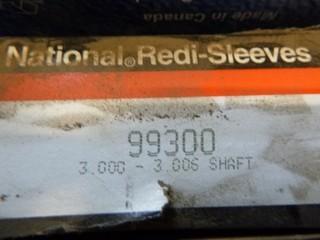 Made in Canada
National® Redi-Sleeves
99300
3.000 - 3.006 SHAFT